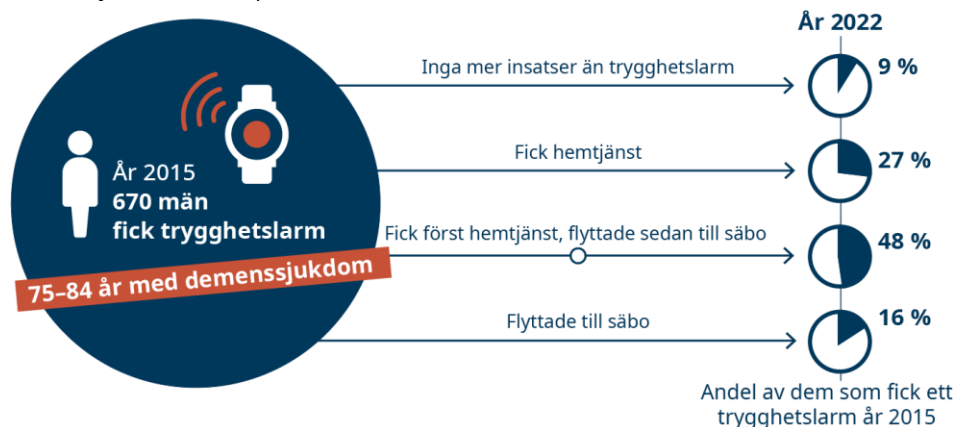 År 2022
Inga mer insatser än trygghetslarm
9 %
Fick hemtjänst
27 %
År 2015
670 män
fick trygghetslarm
Fick först hemtjänst, flyttade sedan till säbo
48 %
75–84 år med demenssjukdom
Flyttade till säbo
16 %
Andel av dem som fick ett
trygghetslarm år 2015